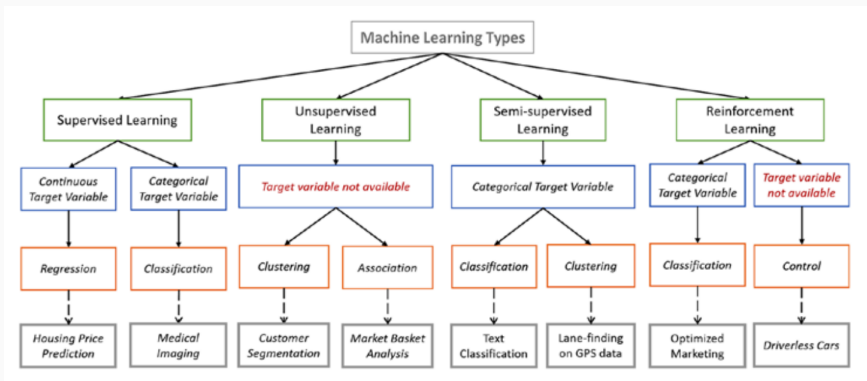 Machine Learning Types
Supervised Learning
Unsupervised
Learning
Semi-supervised
Learning
Reinforcement
Learning
Continuous
Target Variable
Categorical
Target Variable
Target variable not available
Categorical Target Variable
Categorical
Target Variable
Target variable
not available
Regression
Classification
Clustering
Association
Classification
Clustering
Classification
Control
Housing Price
Prediction
Medical
Imaging
Customer
Segmentation
Market Basket
Analysis
Text
Classification
Lane-finding
on GPS data
Optimized
Marketing
Driverless Cars